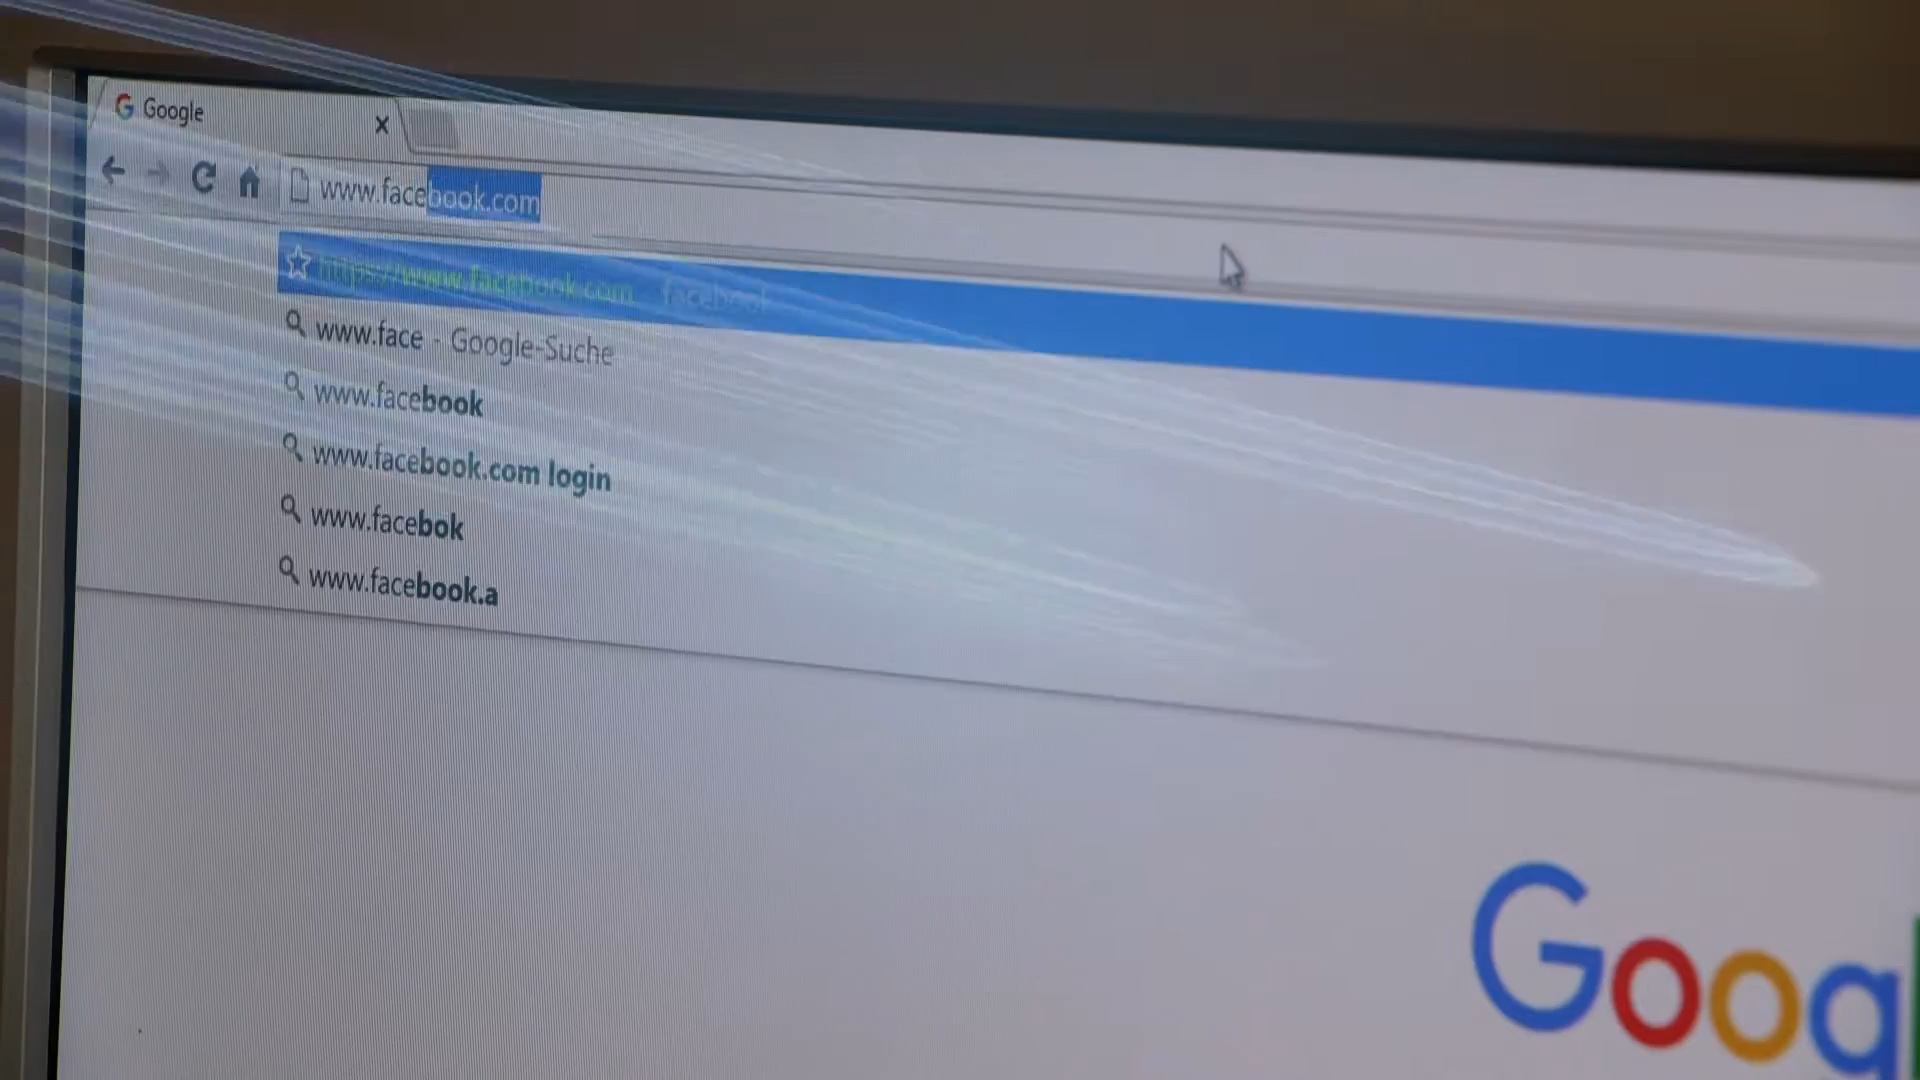 Google
www.facebook.com
https://www.facebook.com facebook
www.face - Google-Suche
www.facebook
www.facebook.com login
www.facebok
www.facebook.a
Goog